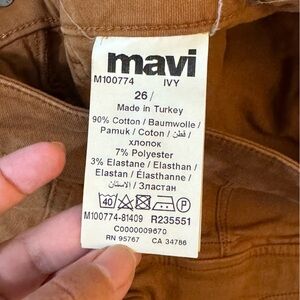 mavi
M100774 IVY
26/
Made in Turkey
90% Cotton / Baumwolle /
Pamuk / Coton / قطن /
хлопок
7% Polyester
3% Elastane / Elasthan /
Elastan / Élasthanne /
الاستان / Эластан
40 P
M100774-81409 R235551
C0000009670
RN 95767 CA 34786